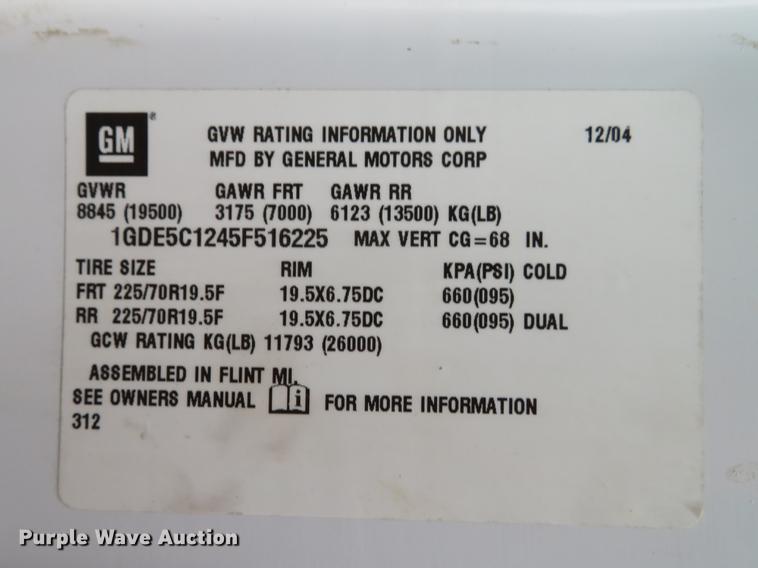 GM® GVW RATING INFORMATION ONLY 12/04
MFD BY GENERAL MOTORS CORP
GVWR GAWR FRT GAWR RR
8845 (19500) 3175 (7000) 6123 (13500) KG(LB)
1GDE5C1245F516225 MAX VERT CG=68 IN.
TIRE SIZE RIM KPA(PSI) COLD
FRT 225/70R19.5F 19.5X6.75DC 660(095)
RR 225/70R19.5F 19.5X6.75DC 660(095) DUAL
GCW RATING KG(LB) 11793 (26000)
ASSEMBLED IN FLINT MI.
SEE OWNERS MANUAL i FOR MORE INFORMATION
312
Purple Wave Auction